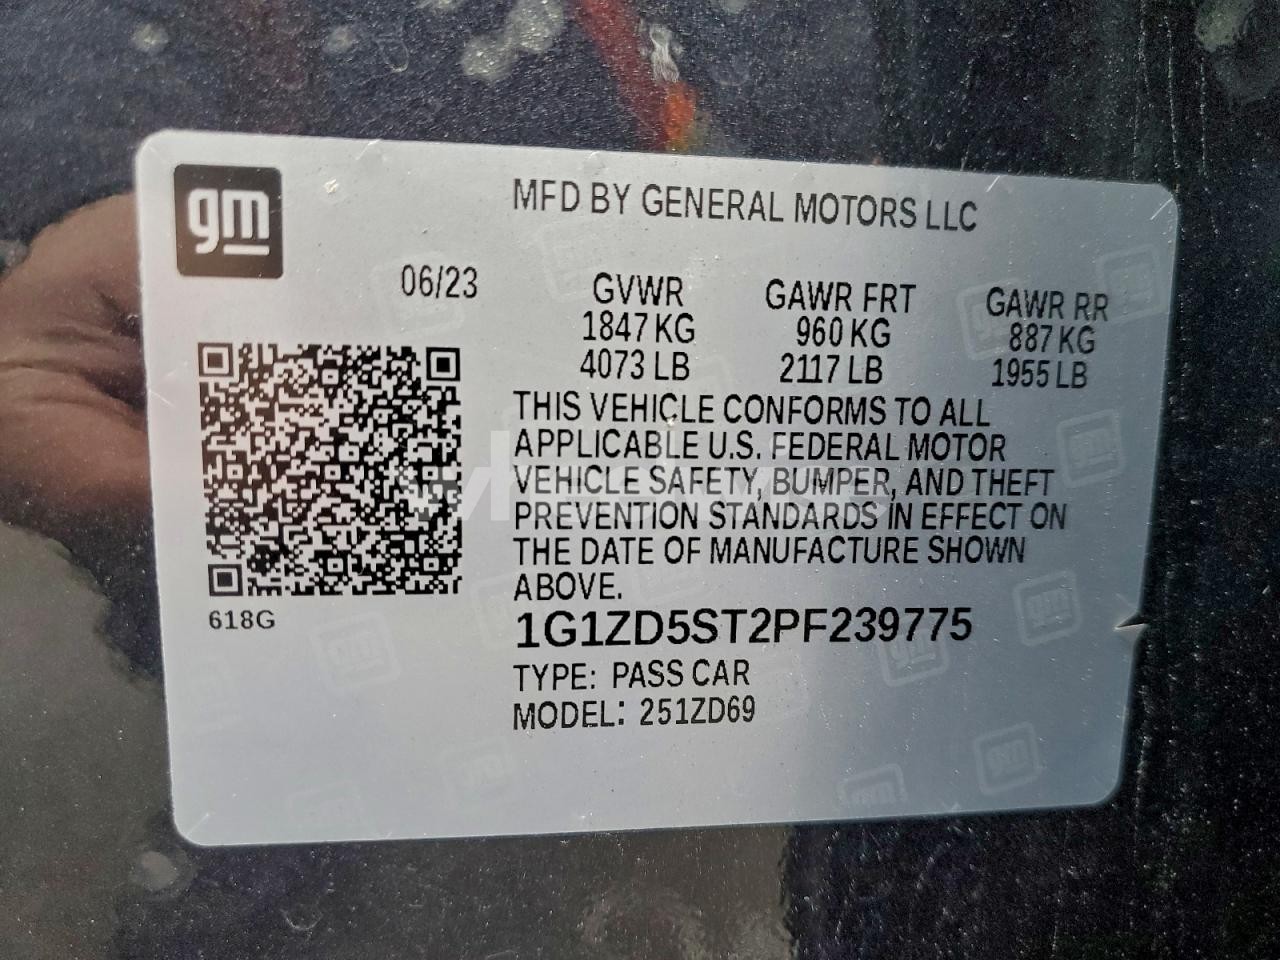 gm
MFD BY GENERAL MOTORS LLC
06/23 GVWR GAWR FRT GAWR RR
1847 KG 960 KG 887 KG
4073 LB 2117 LB 1955 LB
THIS VEHICLE CONFORMS TO ALL
APPLICABLE U.S. FEDERAL MOTOR
VEHICLE SAFETY, BUMPER, AND THEFT
PREVENTION STANDARDS IN EFFECT ON
THE DATE OF MANUFACTURE SHOWN
ABOVE.
618G
1G1ZD5ST2PF239775
TYPE: PASS CAR
MODEL: 251ZD69